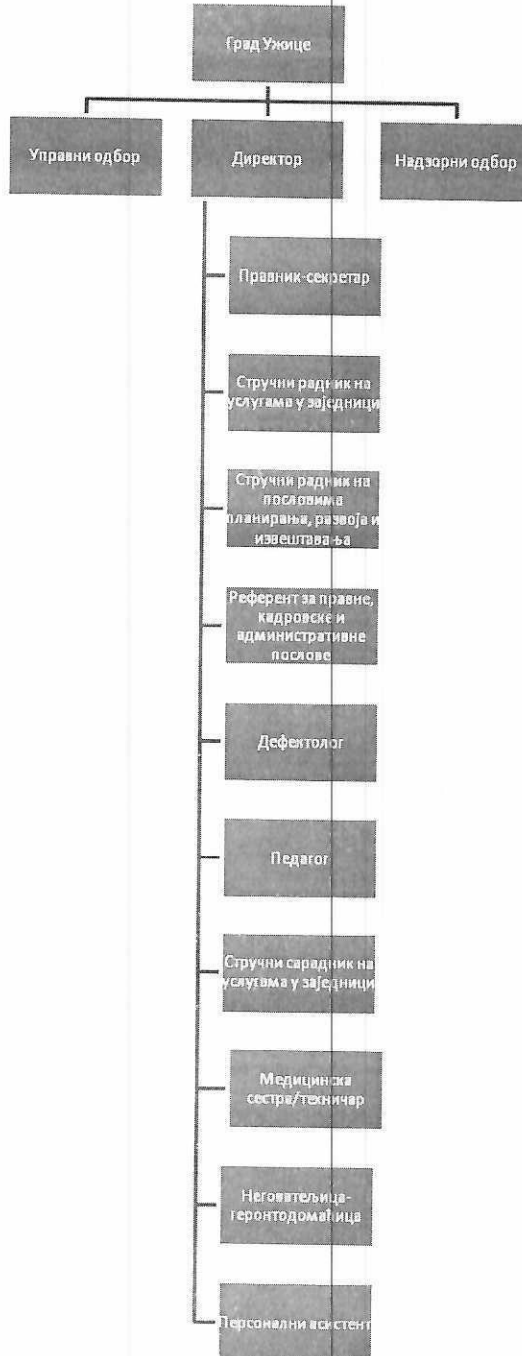 Град Ужице
Управни одбор
Директор
Надзорни одбор
Правник-секретар
Стручни радник на
услугама у заједници
Стручни радник на
пословима
планирања, развоја и
извештавања
Референт за правне,
кадровске и
административне
послове
Дефектолог
Педагог
Стручни сарадник на
услугама у заједници
Медицинска
сестра/техничар
Неговатељица-
геронтодомаћица
Персонални асистент